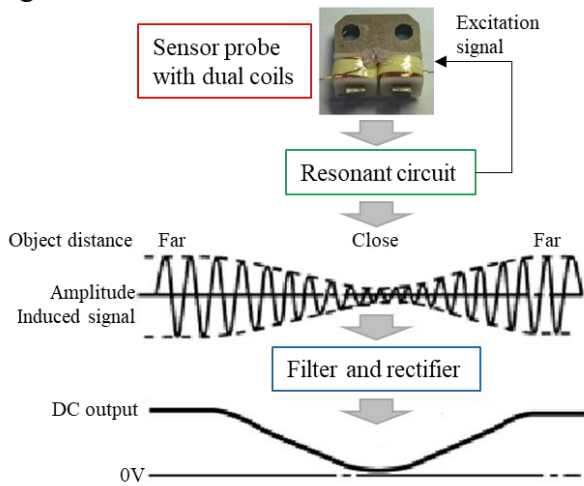 Sensor probe
with dual coils
Excitation
signal
Resonant circuit
Object distance Far Close Far
Amplitude
Induced signal
Filter and rectifier
DC output
0V